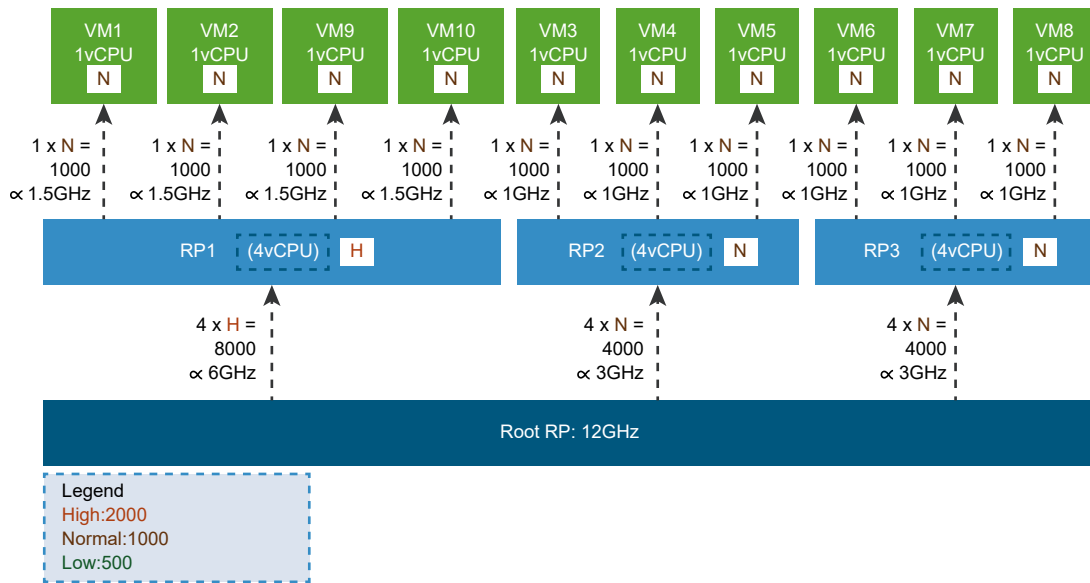 VM1
1vCPU
N
VM2
1vCPU
N
VM9
1vCPU
N
VM10
1vCPU
N
VM3
1vCPU
N
VM4
1vCPU
N
VM5
1vCPU
N
VM6
1vCPU
N
VM7
1vCPU
N
VM8
1vCPU
N
1 x N =
1000
∝ 1.5GHz
1 x N =
1000
∝ 1.5GHz
1 x N =
1000
∝ 1.5GHz
1 x N =
1000
∝ 1.5GHz
1 x N =
1000
∝ 1GHz
1 x N =
1000
∝ 1GHz
1 x N =
1000
∝ 1GHz
1 x N =
1000
∝ 1GHz
1 x N =
1000
∝ 1GHz
1 x N =
1000
∝ 1GHz
RP1 (4vCPU) H
RP2 (4vCPU) N
RP3 (4vCPU) N
4 x H =
8000
∝ 6GHz
4 x N =
4000
∝ 3GHz
4 x N =
4000
∝ 3GHz
Root RP: 12GHz
Legend
High:2000
Normal:1000
Low:500